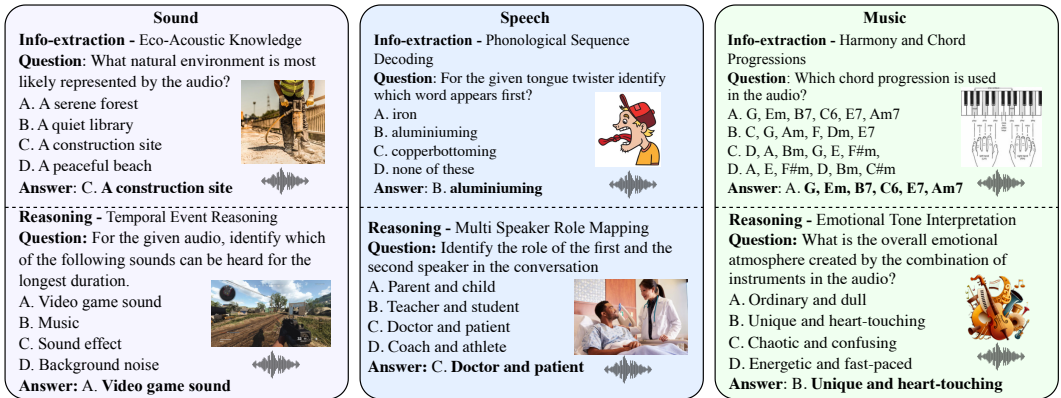 Sound
Info-extraction - Eco-Acoustic Knowledge
Question: What natural environment is most
likely represented by the audio?
A. A serene forest
B. A quiet library
C. A construction site
D. A peaceful beach
Answer: C. A construction site
Reasoning - Temporal Event Reasoning
Question: For the given audio, identify which
of the following sounds can be heard for the
longest duration.
A. Video game sound
B. Music
C. Sound effect
D. Background noise
Answer: A. Video game sound
Speech
Info-extraction - Phonological Sequence
Decoding
Question: For the given tongue twister identify
which word appears first?
A. iron
B. aluminiuming
C. copperbottoming
D. none of these
Answer: B. aluminiuming
Reasoning - Multi Speaker Role Mapping
Question: Identify the role of the first and the
second speaker in the conversation
A. Parent and child
B. Teacher and student
C. Doctor and patient
D. Coach and athlete
Answer: C. Doctor and patient
Music
Info-extraction - Harmony and Chord
Progressions
Question: Which chord progression is used
in the audio?
A. G, Em, B7, C6, E7, Am7
B. C, G, Am, F, Dm, E7
C. D, A, Bm, G, E, F#m,
D. A, E, F#m, D, Bm, C#m
Answer: A. G, Em, B7, C6, E7, Am7
Reasoning - Emotional Tone Interpretation
Question: What is the overall emotional
atmosphere created by the combination of
instruments in the audio?
A. Ordinary and dull
B. Unique and heart-touching
C. Chaotic and confusing
D. Energetic and fast-paced
Answer: B. Unique and heart-touching